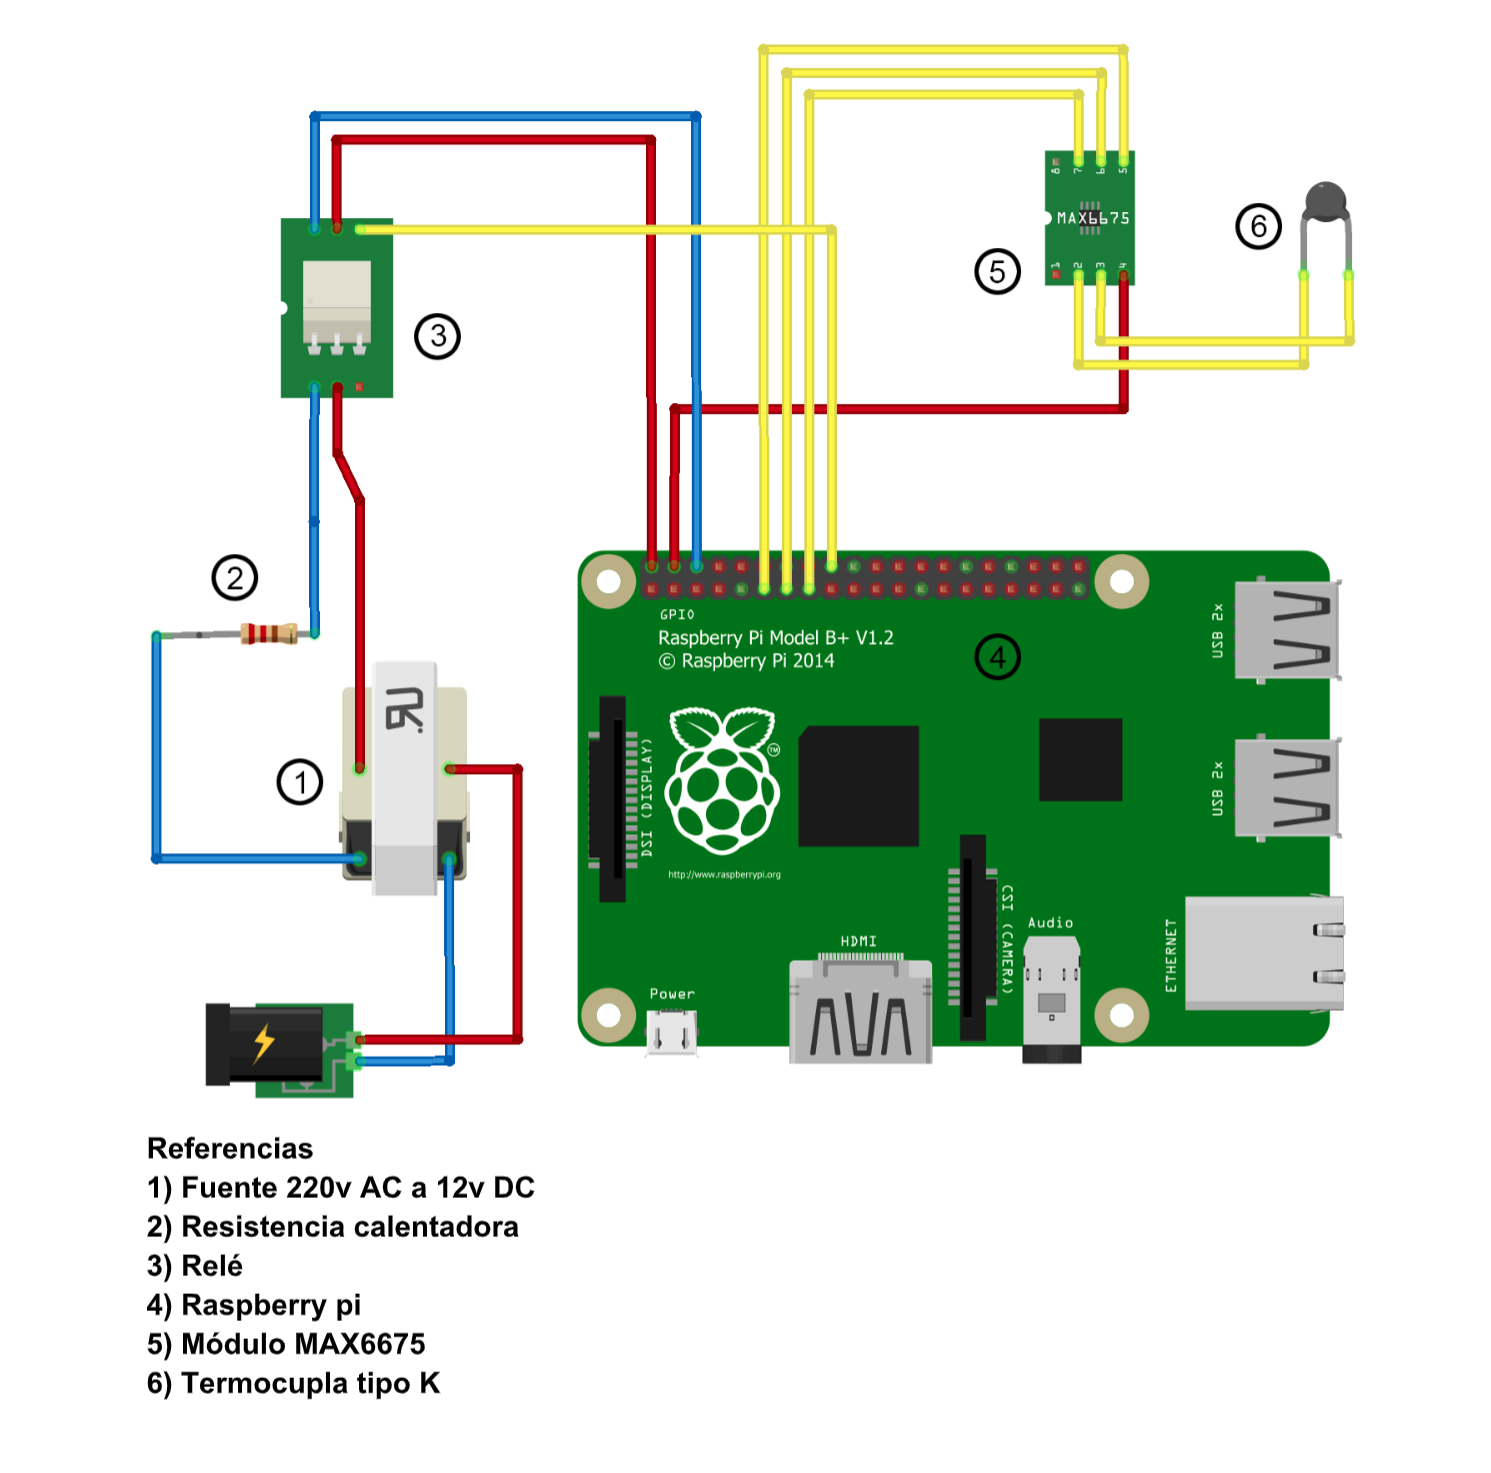 8 7 6 5
MAX6675
1 2 3 4
6
5
3
2
GPIO
Raspberry Pi Model B+ V1.2
© Raspberry Pi 2014
4
USB 2x
1
DSI (DISPLAY)
TM
USB 2x
http://www.raspberrypi.org
CSI (CAMERA)
Audio
HDMI
ETHERNET
Power
Referencias
1) Fuente 220v AC a 12v DC
2) Resistencia calentadora
3) Relé
4) Raspberry pi
5) Módulo MAX6675
6) Termocupla tipo K